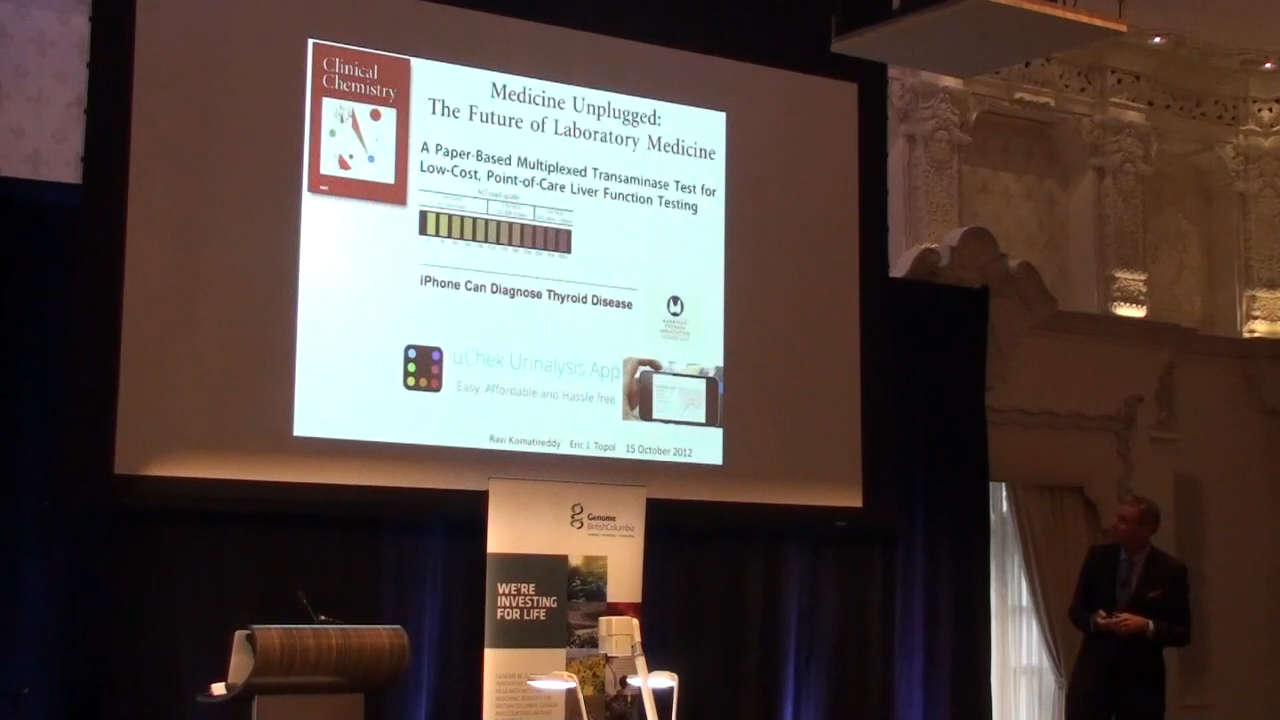 Clinical
Chemistry
Medicine Unplugged:
The Future of Laboratory Medicine
A Paper-Based Multiplexed Transaminase Test for
Low-Cost, Point-of-Care Liver Function Testing
iPhone Can Diagnose Thyroid Disease
uChek Urinalysis App
Easy, Affordable and Hassle free
Ravi Komatireddy Eric J. Topol 15 October 2012
Genome
BritishColumbia
WE'RE
INVESTING
FOR LIFE